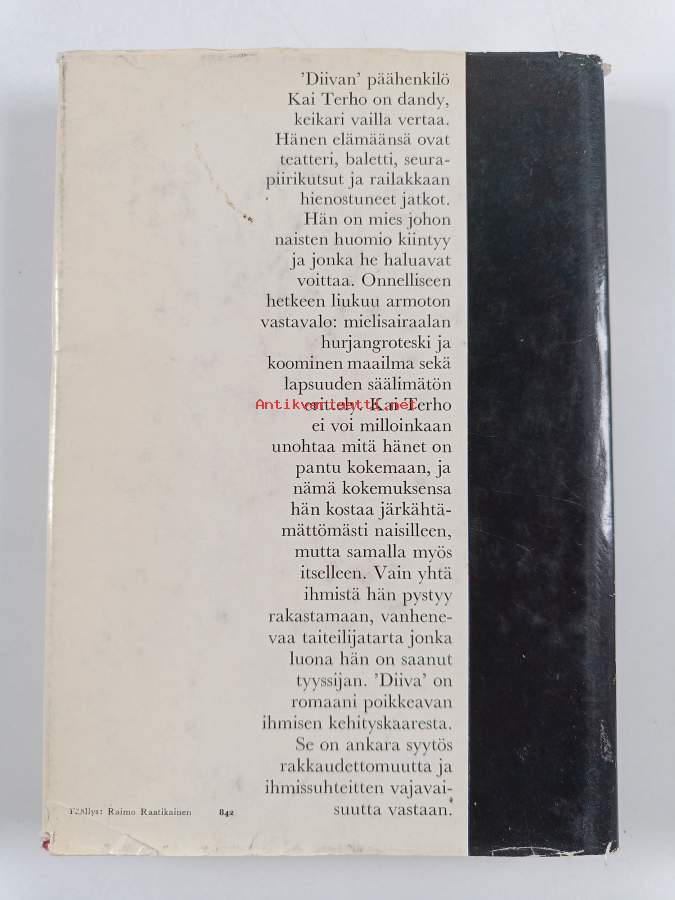 'Diivan' päähenkilö
Kai Terho on dandy,
keikari vailla vertaa.
Hänen elämäänsä ovat
teatteri, baletti, seura-
piirikutsut ja railakkaan
hienostuneet jatkot.
Hän on mies johon
naisten huomio kiintyy
ja jonka he haluavat
voittaa. Onnelliseen
hetkeen liukuu armoton
vastavalo: mielisairaalan
hurjangroteski ja
koominen maailma sekä
lapsuuden säälimätön
Antikvariaatti.net
erittely. Kai Terho
ei voi milloinkaan
unohtaa mitä hänet on
pantu kokemaan, ja
nämä kokemuksensa
hän kostaa järkähtä-
mättömästi naisilleen,
mutta samalla myös
itselleen. Vain yhtä
ihmistä hän pystyy
rakastamaan, vanhene-
vaa taiteilijatarta jonka
luona hän on saanut
tyyssijan. 'Diiva' on
romaani poikkeavan
ihmisen kehityskaaresta.
Se on ankara syytös
rakkaudettomuutta ja
ihmissuhteitten vajavai-
suutta vastaan.
Päällys: Raimo Raatikainen 842